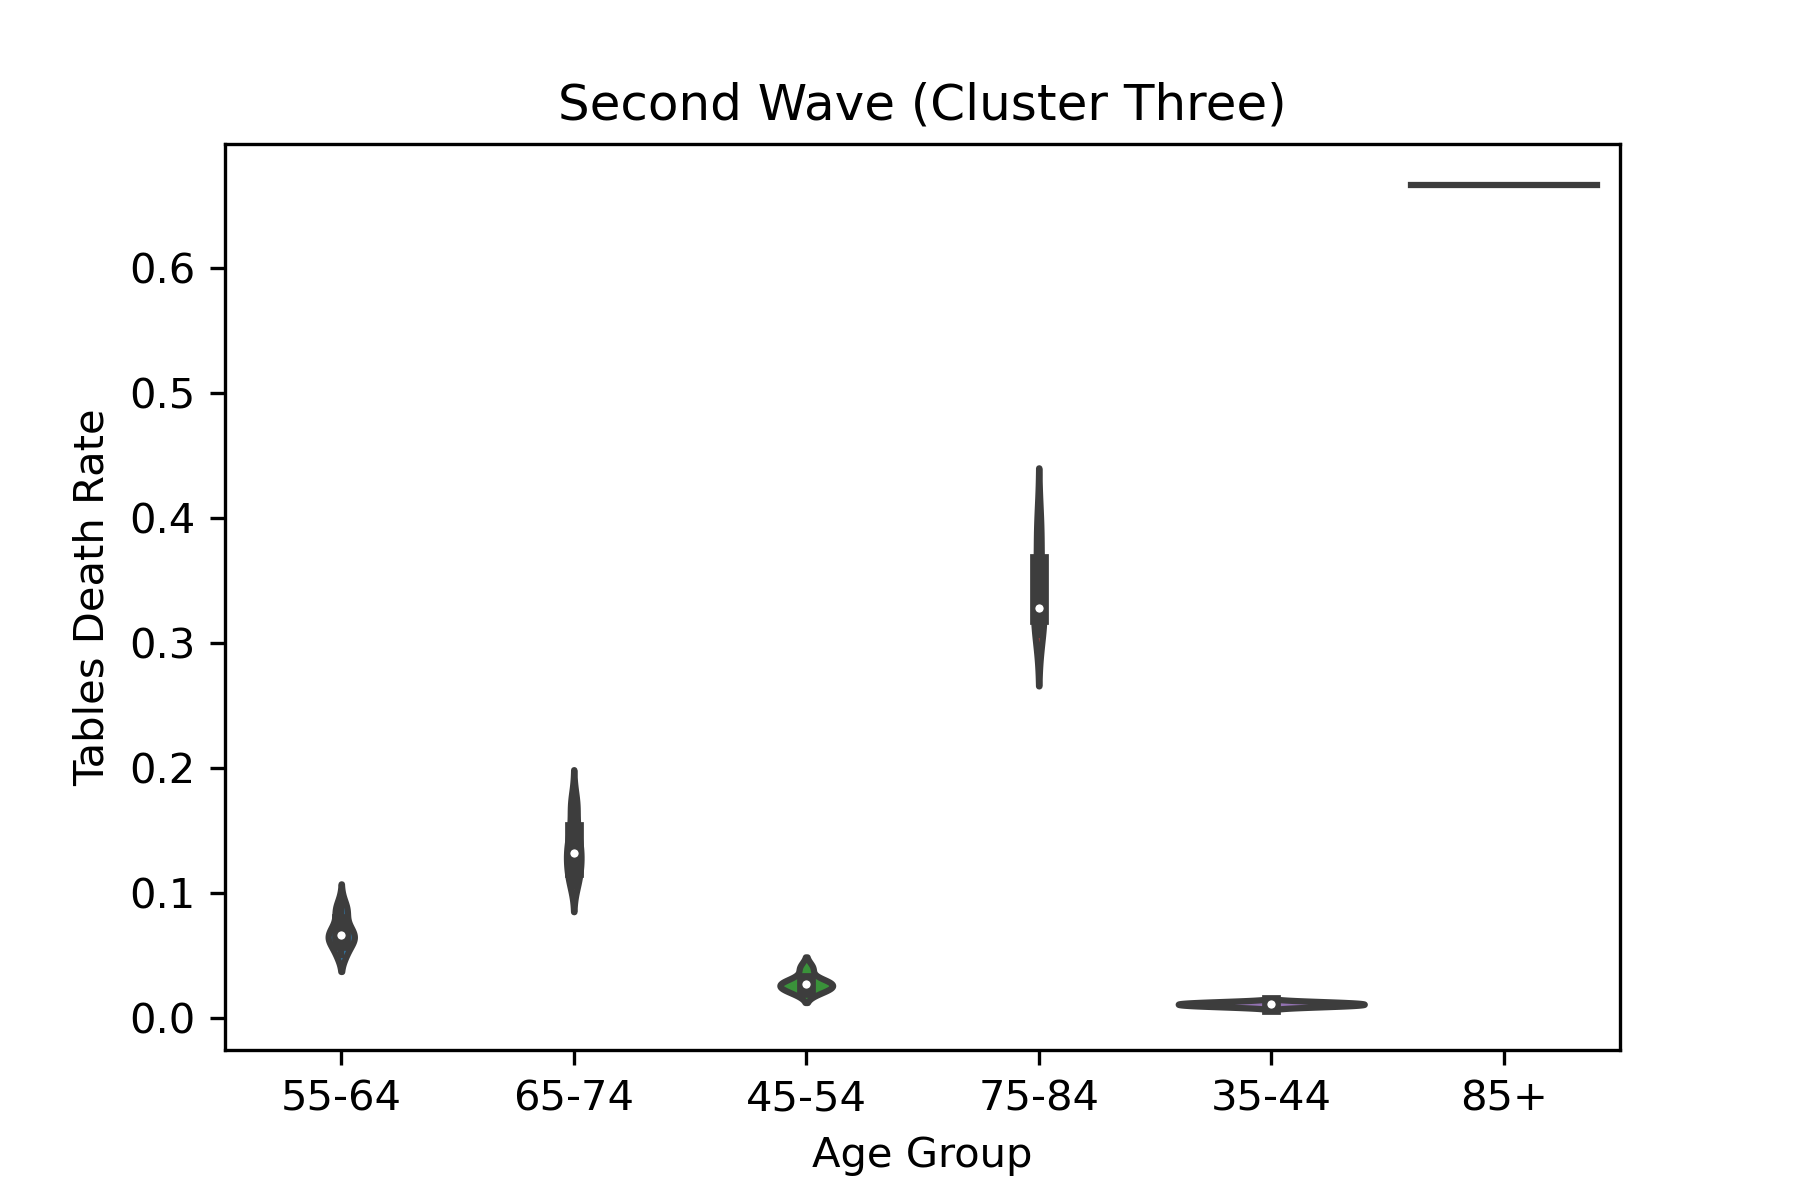 Second Wave (Cluster Three)
Tables Death Rate
0.6
0.5
0.4
0.3
0.2
0.1
0.0
55-64 65-74 45-54 75-84 35-44 85+
Age Group